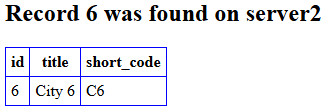 Record 6 was found on server2
id title short_code
6 City 6 C6